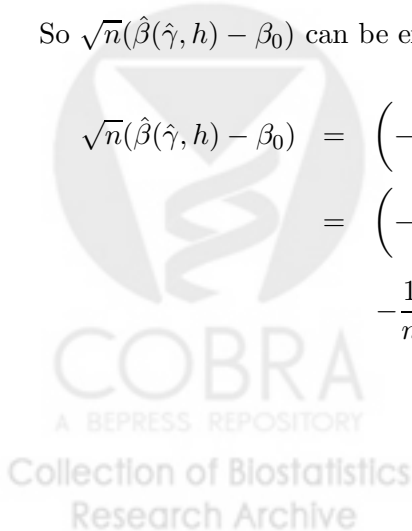 So √n(β̂(γ̂, h) − β₀) can be e
√n(β̂(γ̂, h) − β₀) = (−
= (−
−1
n
COBRA
A BEPRESS REPOSITORY
Collection of Biostatistics
Research Archive